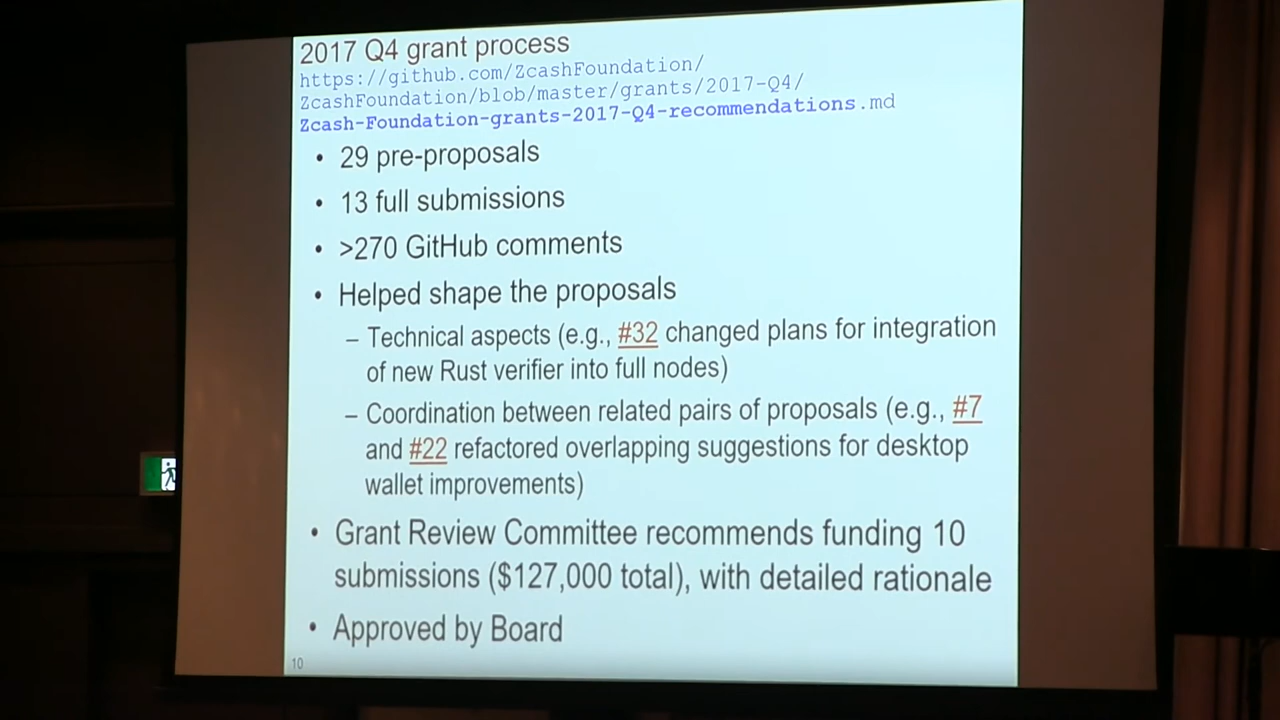 2017 Q4 grant process
https://github.com/ZcashFoundation/
ZcashFoundation/blob/master/grants/2017-Q4/
Zcash-Foundation-grants-2017-Q4-recommendations.md
• 29 pre-proposals
• 13 full submissions
• >270 GitHub comments
• Helped shape the proposals
– Technical aspects (e.g., #32 changed plans for integration
of new Rust verifier into full nodes)
– Coordination between related pairs of proposals (e.g., #7
and #22 refactored overlapping suggestions for desktop
wallet improvements)
• Grant Review Committee recommends funding 10
submissions ($127,000 total), with detailed rationale
• Approved by Board
10